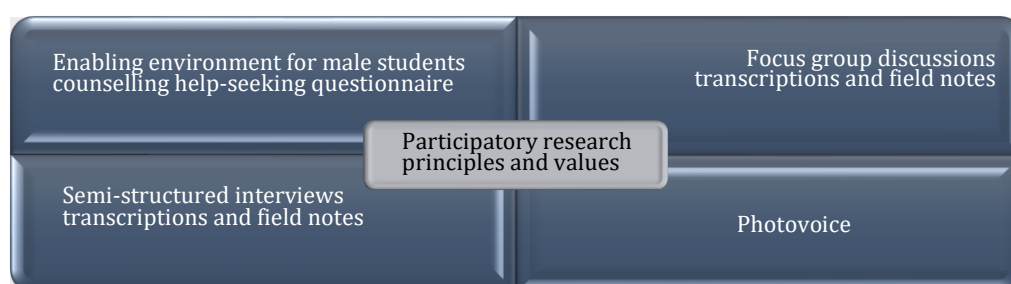 Enabling environment for male students
counselling help-seeking questionnaire
Focus group discussions
transcriptions and field notes
Participatory research
principles and values
Semi-structured interviews
transcriptions and field notes
Photovoice